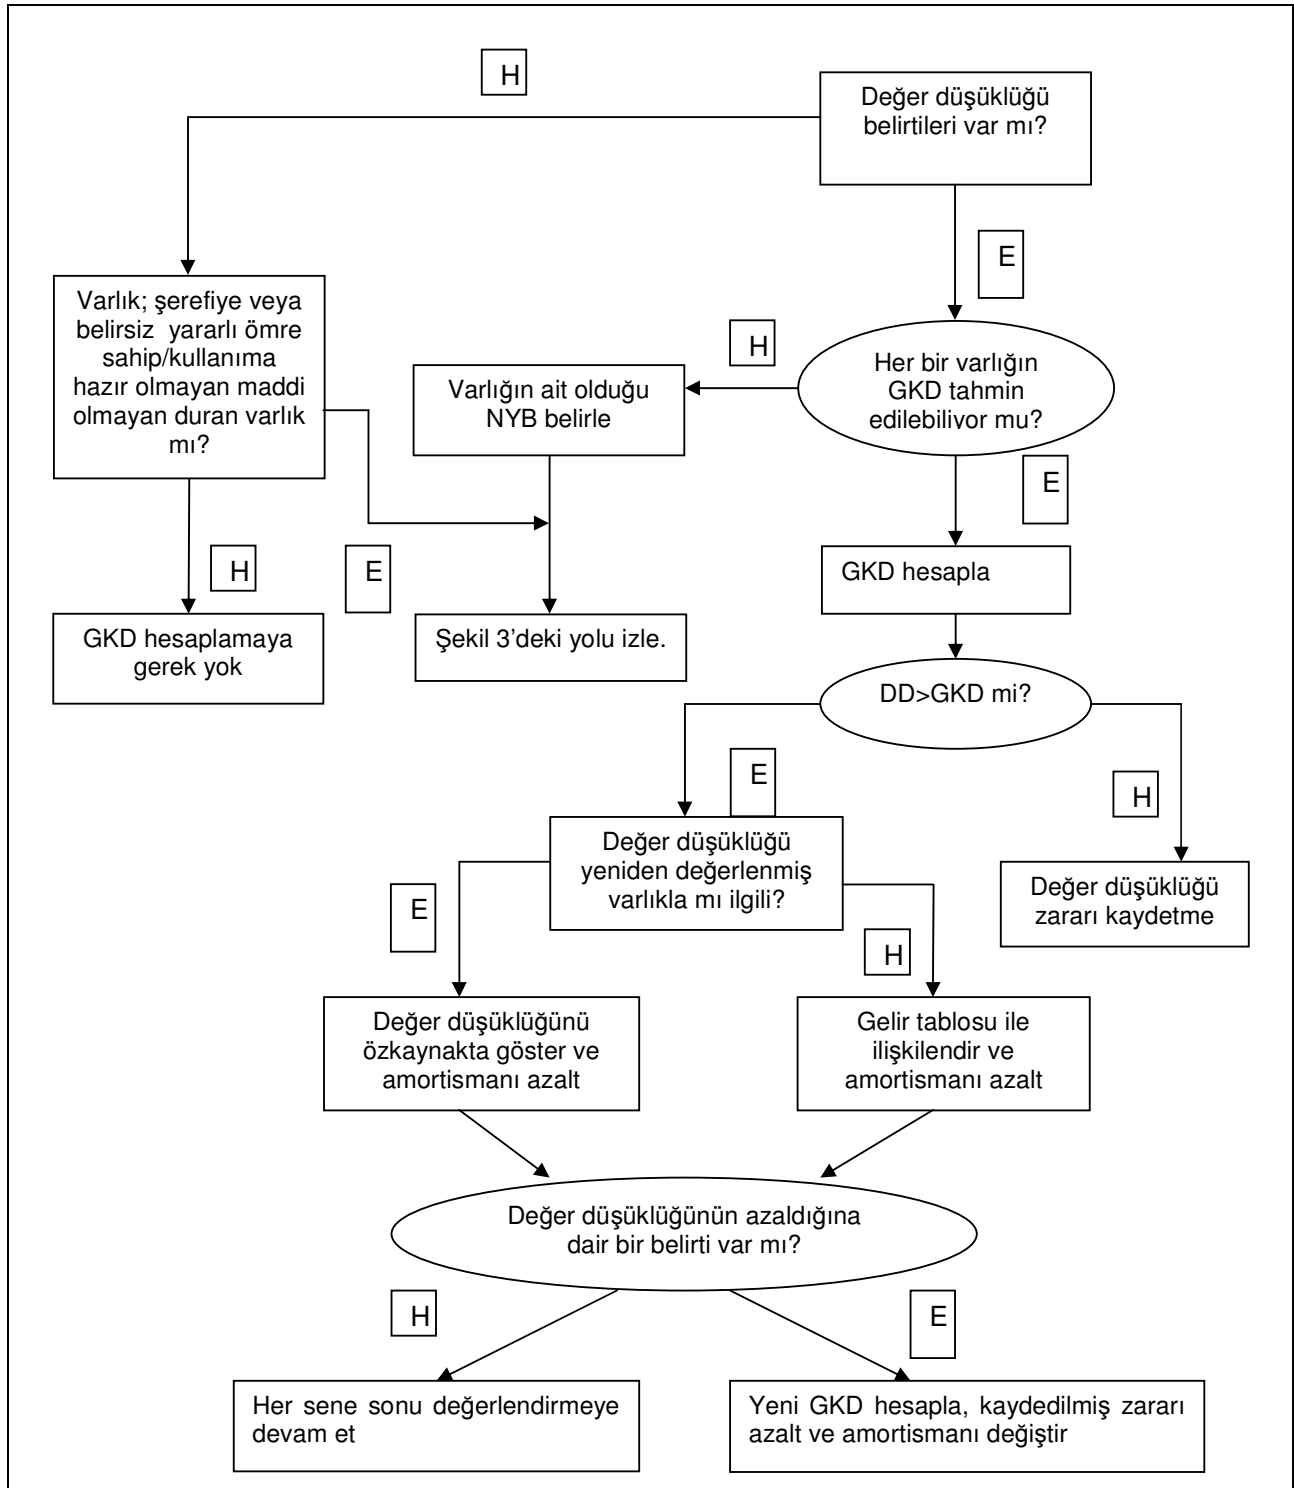 H
Değer düşüklüğü
belirtileri var mı?
E
Varlık; şerefiye veya
belirsiz yararlı ömre
sahip/kullanıma
hazır olmayan maddi
olmayan duran varlık
mı?
H
Varlığın ait olduğu
NYB belirle
Her bir varlığın
GKD tahmin
edilebiliyor mu?
E
H
E
GKD hesapla
GKD hesaplamaya
gerek yok
Şekil 3’deki yolu izle.
DD>GKD mi?
E
H
Değer düşüklüğü
yeniden değerlenmiş
varlıkla mı ilgili?
Değer düşüklüğü
zararı kaydetme
E
H
Değer düşüklüğünü
özkaynakta göster ve
amortismanı azalt
Gelir tablosu ile
ilişkilendir ve
amortismanı azalt
Değer düşüklüğünün azaldığına
dair bir belirti var mı?
H
E
Her sene sonu değerlendirmeye
devam et
Yeni GKD hesapla, kaydedilmiş zararı
azalt ve amortismanı değiştir